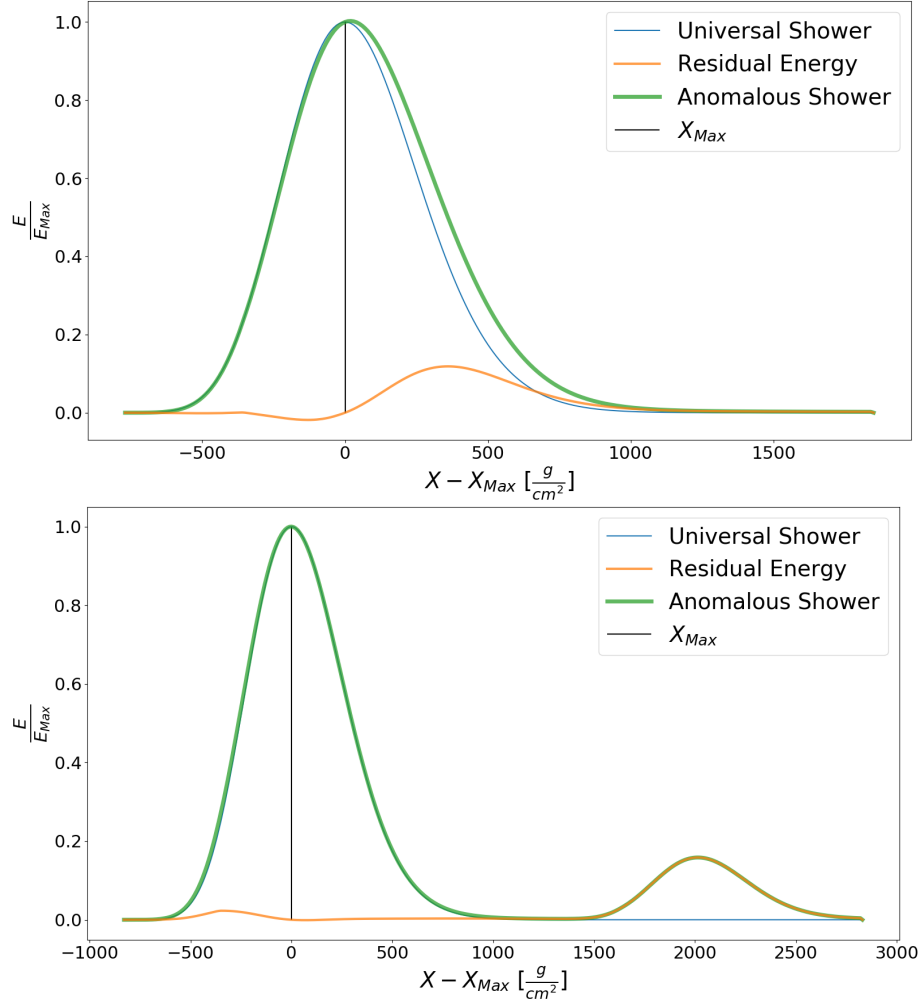 1.0
0.8
0.6
0.4
0.2
0.0
E/E_Max
Universal Shower
Residual Energy
Anomalous Shower
X_Max
−500 0 500 1000 1500
X − X_Max [g/cm²]
1.0
0.8
0.6
0.4
0.2
0.0
E/E_Max
Universal Shower
Residual Energy
Anomalous Shower
X_Max
−1000 −500 0 500 1000 1500 2000 2500 3000
X − X_Max [g/cm²]